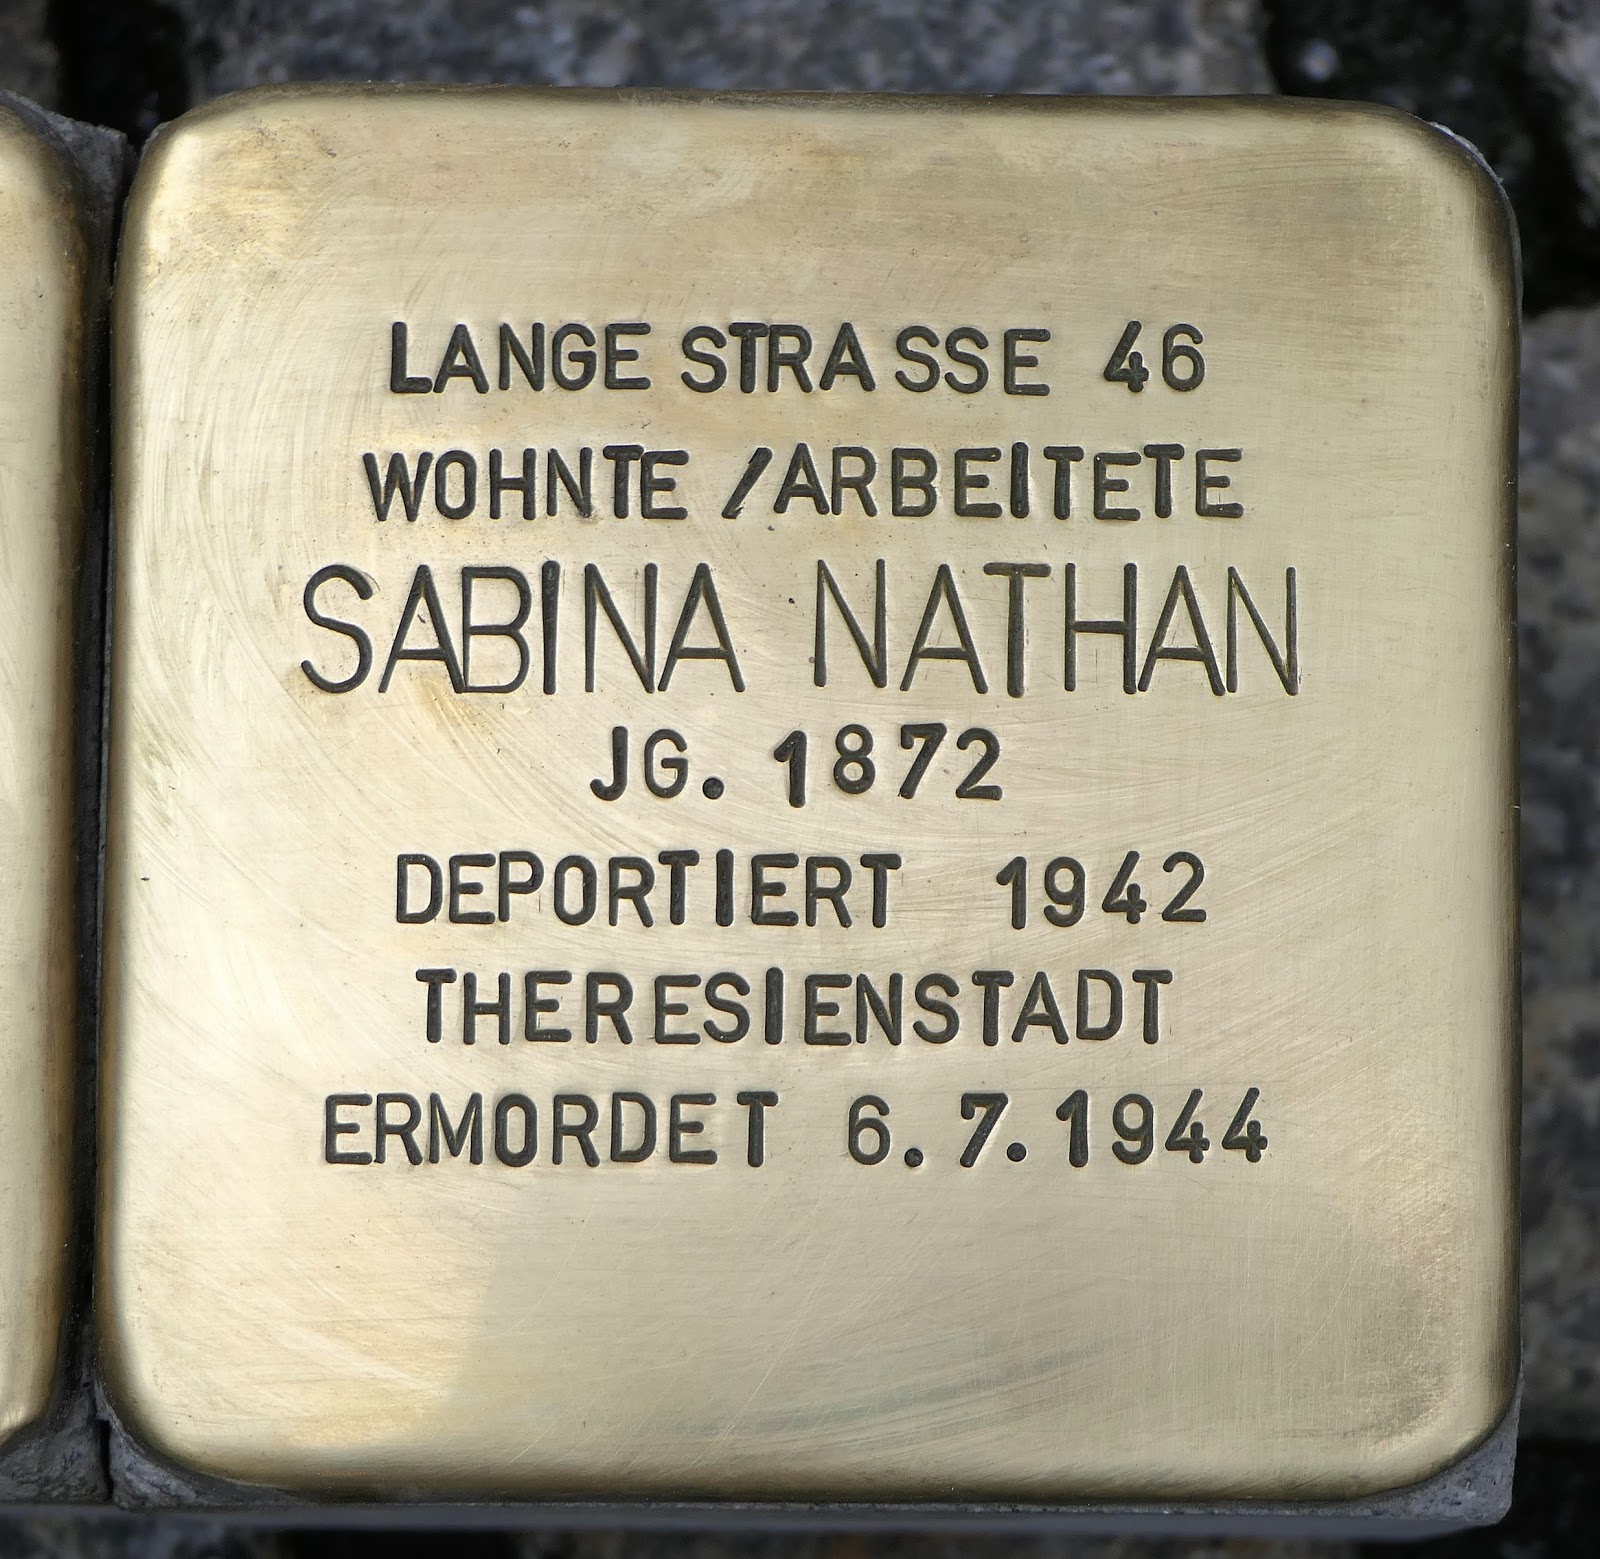 LANGE STRASSE 46
WOHNTE / ARBEITETE
SABINA NATHAN
JG. 1872
DEPORTIERT 1942
THERESIENSTADT
ERMORDET 6.7.1944